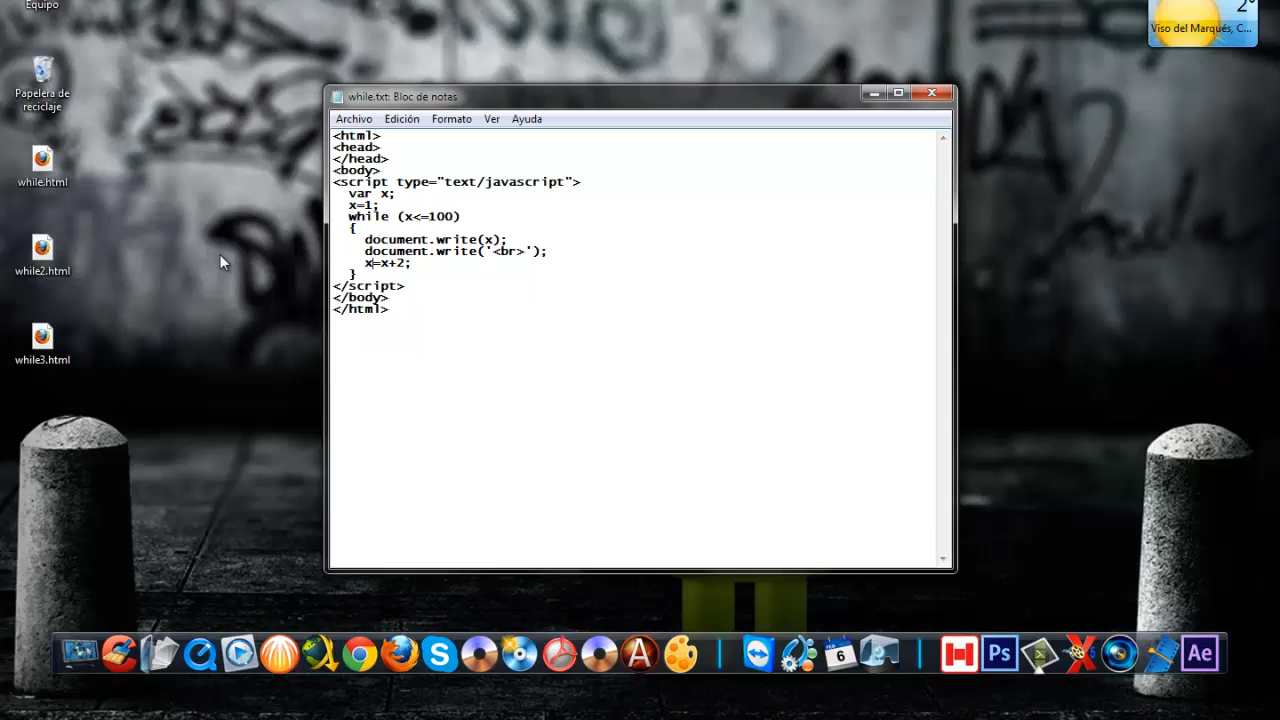 Equipo
2°
Viso del Marqués, C...
Papelera de
reciclaje
while.html
while2.html
while3.html
while.txt: Bloc de notas
Archivo Edición Formato Ver Ayuda
<html>
<head>
</head>
<body>
<script type="text/javascript">
  var x;
  x=1;
  while (x<=100)
  {
    document.write(x);
    document.write('<br>');
    x=x+2;
  }
</script>
</body>
</html>
FEB
6
Ps
Ae